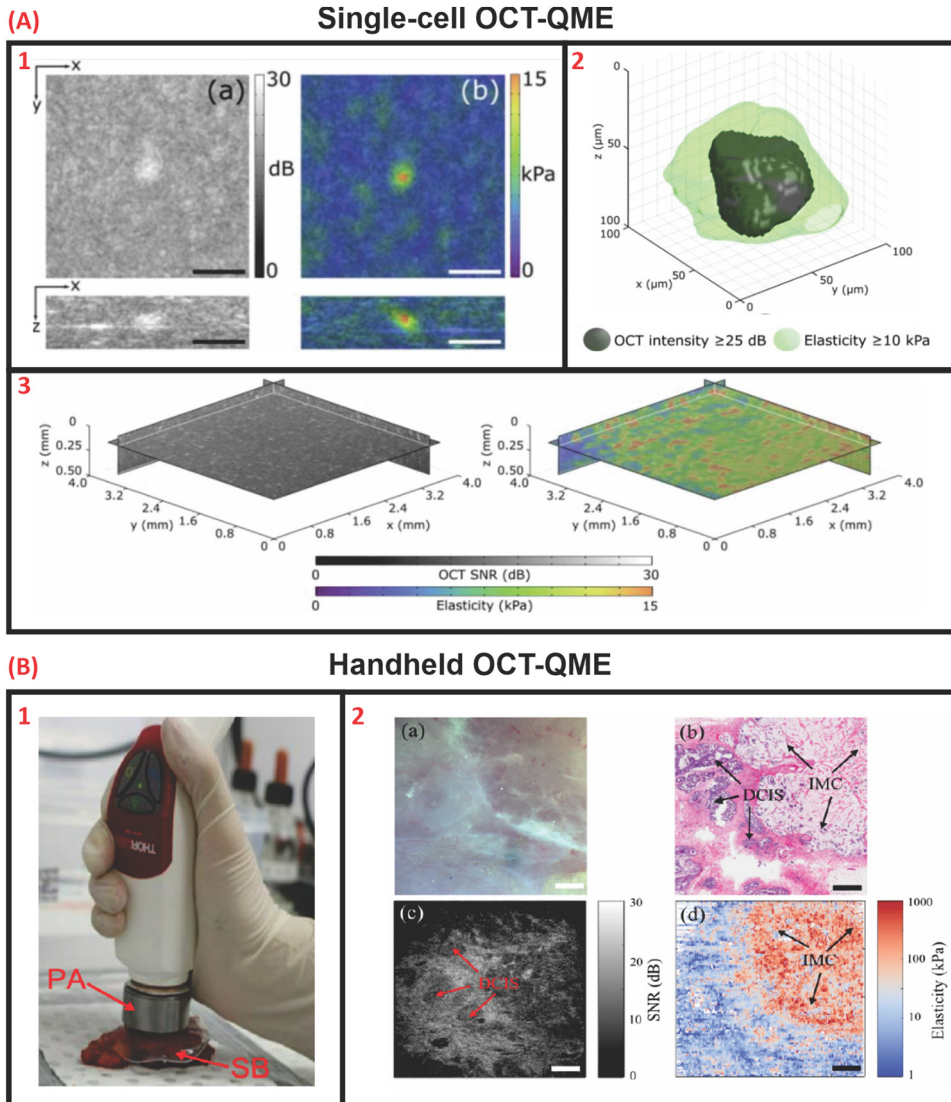 (A) Single-cell OCT-QME
1
x
y
(a)
30
dB
0
(b)
15
kPa
0
x
z
2
0
50
100
z (µm)
100
50
0
x (µm)
50
100
y (µm)
OCT intensity ≥25 dB
Elasticity ≥10 kPa
3
0
0.25
0.50
z (mm)
4.0
3.2
2.4
1.6
0.8
0
y (mm)
0
0.8
1.6
2.4
3.2
4.0
x (mm)
0
0.25
0.50
z (mm)
4.0
3.2
2.4
1.6
0.8
0
y (mm)
0
0.8
1.6
2.4
3.2
4.0
x (mm)
0
OCT SNR (dB)
30
0
Elasticity (kPa)
15
(B) Handheld OCT-QME
1
THOR
PA
SB
2
(a)
(b)
DCIS
IMC
(c)
DCIS
30
20
10
0
SNR (dB)
(d)
IMC
1000
100
10
1
Elasticity (kPa)